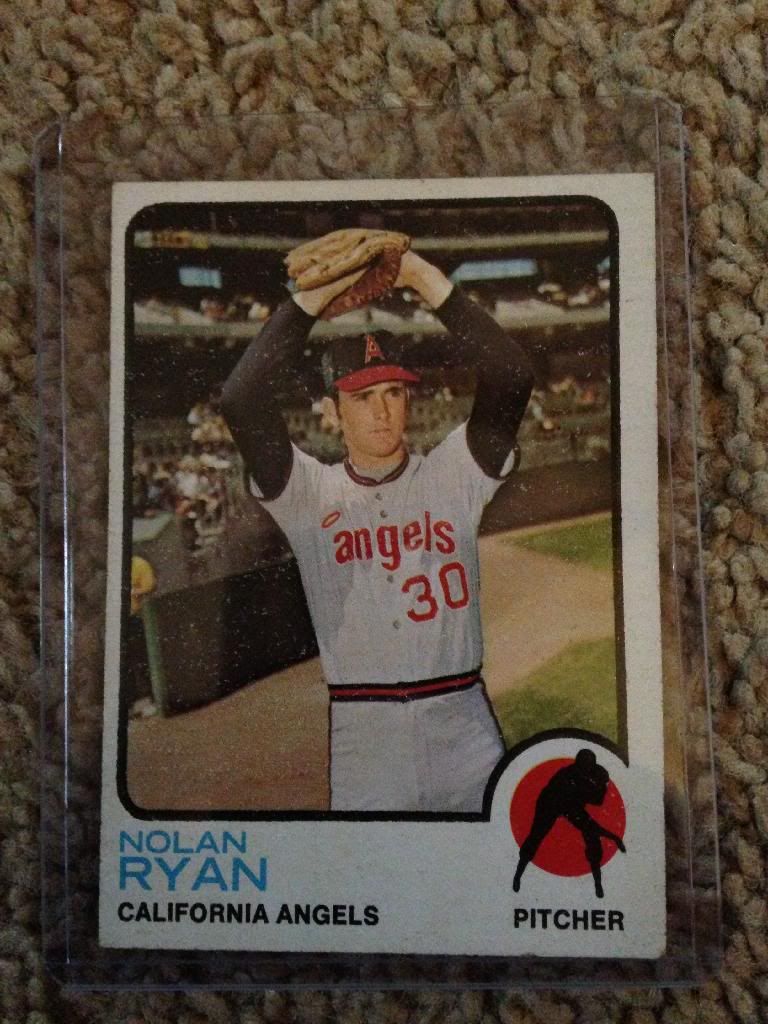 A
angels
30
NOLAN
RYAN
CALIFORNIA ANGELS
PITCHER